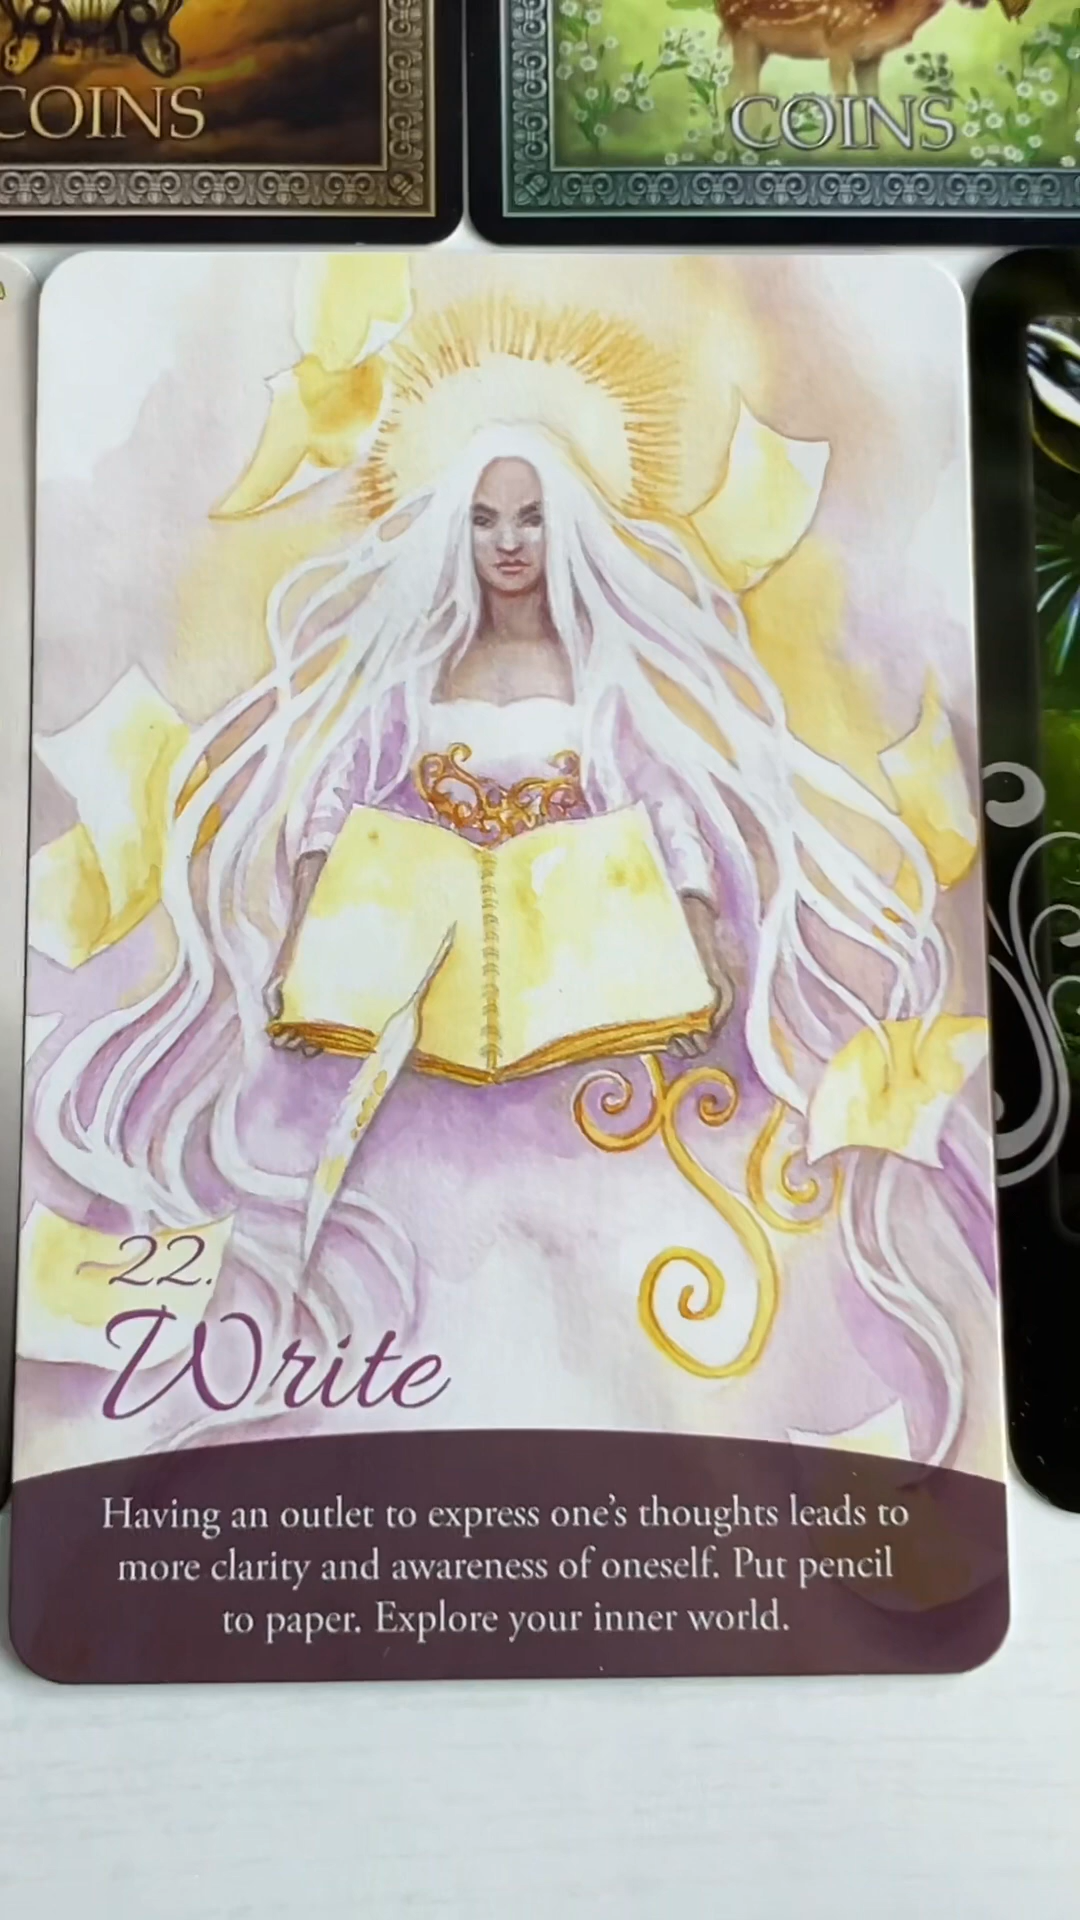 COINS
COINS
22.
Write
Having an outlet to express one's thoughts leads to
more clarity and awareness of oneself. Put pencil
to paper. Explore your inner world.